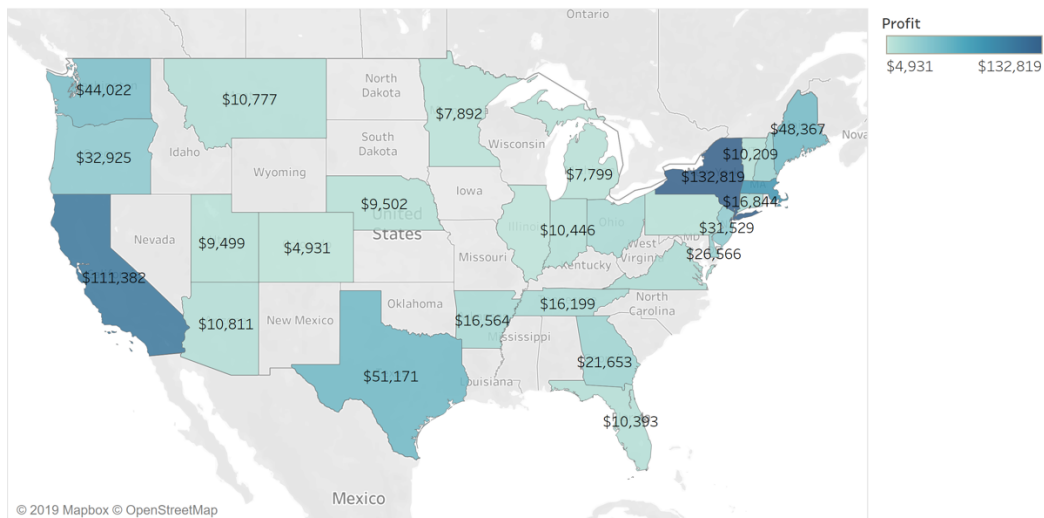 Ontario
Profit
$4,931
$132,819
$44,022
North
Dakota
$10,777
$7,892
$48,367
Nova
$32,925
Idaho
South
Dakota
Wisconsin
$10,209
Wyoming
$7,799
$132,819
Iowa
$9,502
$16,844
United
States
Illinois
Ohio
$31,529
Nevada
$9,499
$4,931
$10,446
West
Virginia
MD
$26,566
Missouri
Kentucky
$111,382
Oklahoma
North
Carolina
$10,811
New Mexico
$16,564
$16,199
Mississippi
$51,171
Louisiana
$21,653
$10,393
Mexico
© 2019 Mapbox © OpenStreetMap